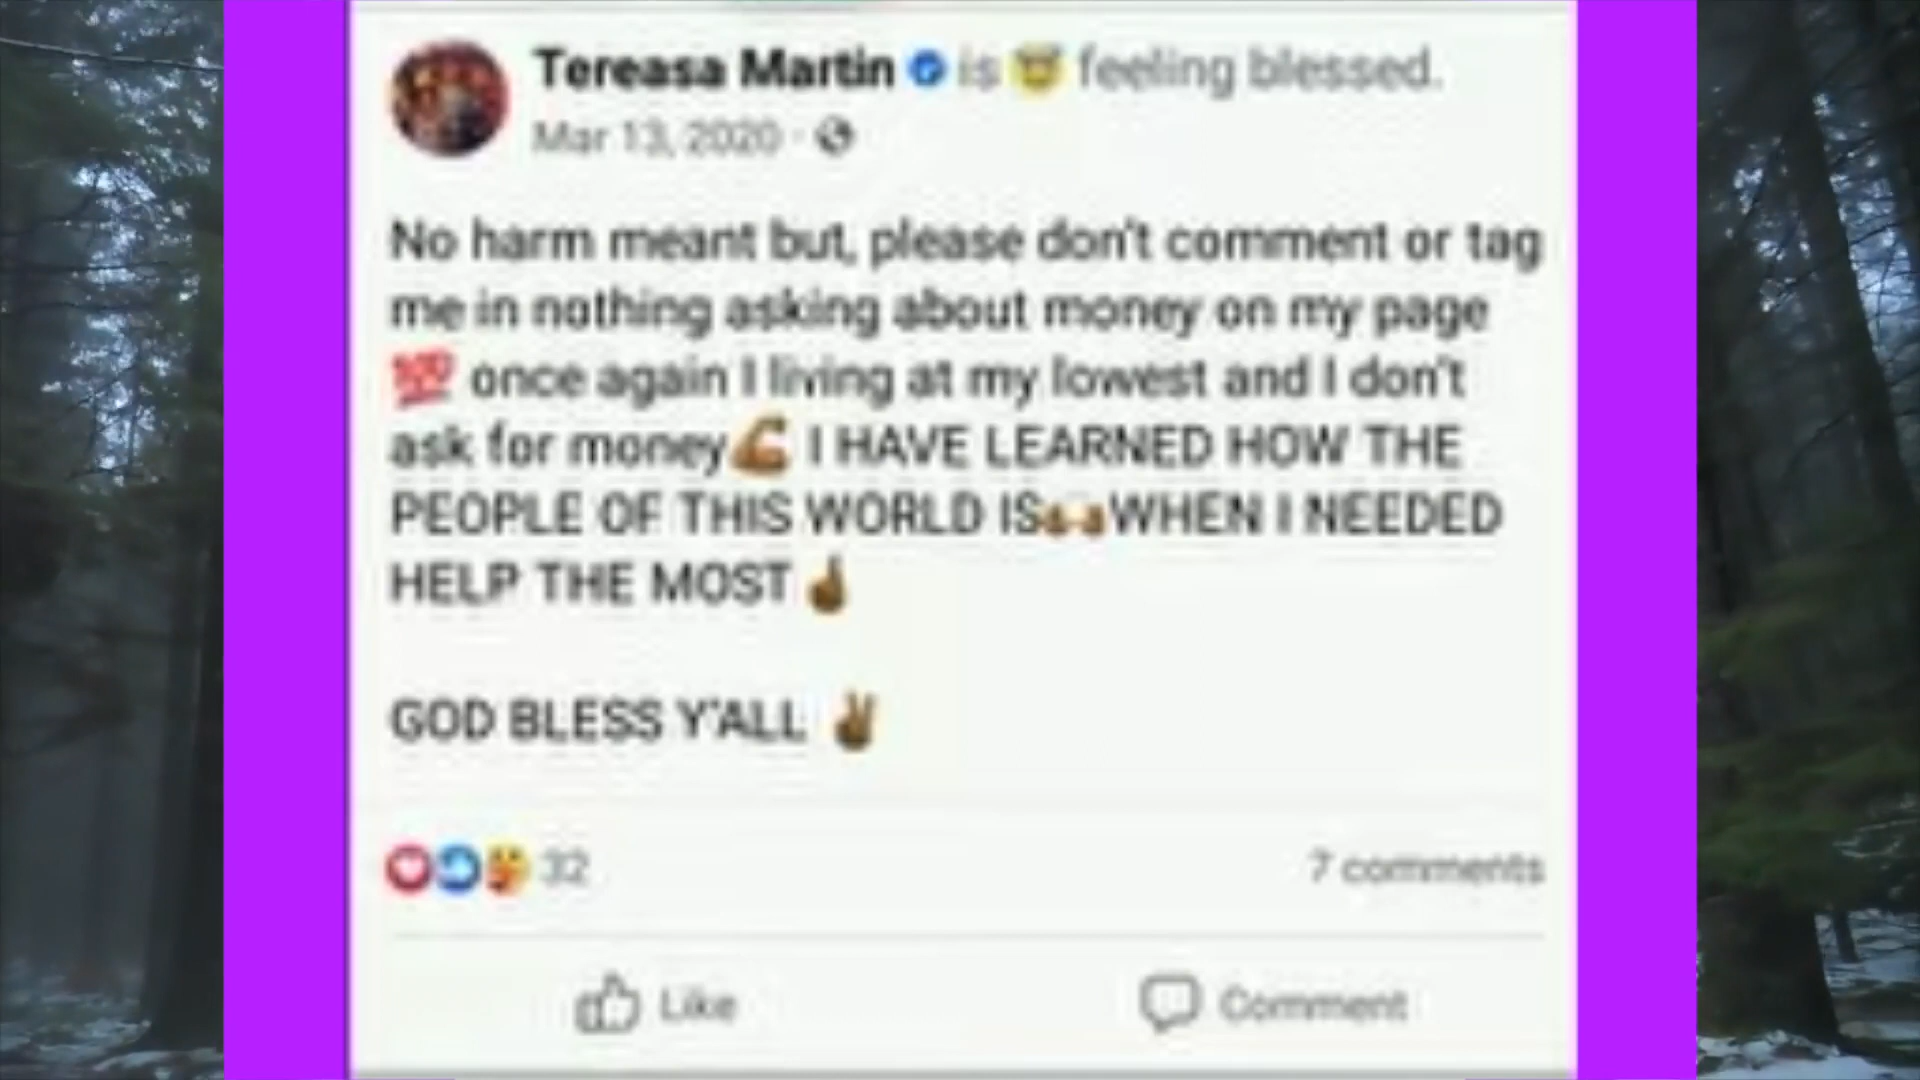 Tereasa Martin is feeling blessed.
Mar 13, 2020
No harm meant but, please don't comment or tag
me in nothing asking about money on my page
💯 once again I living at my lowest and I don't
ask for money💪🏾 I HAVE LEARNED HOW THE
PEOPLE OF THIS WORLD IS WHEN I NEEDED
HELP THE MOST
GOD BLESS Y'ALL ✌🏾
32
7 comments
Like
Comment